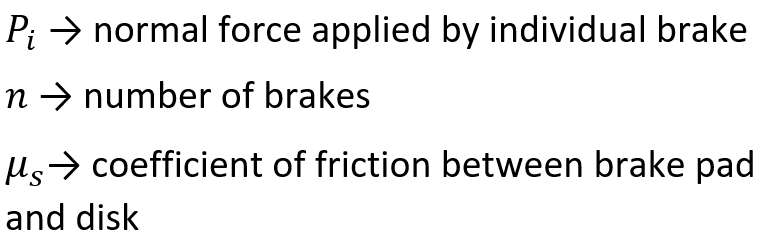 P_i → normal force applied by individual brake
n → number of brakes
μ_s → coefficient of friction between brake pad
and disk